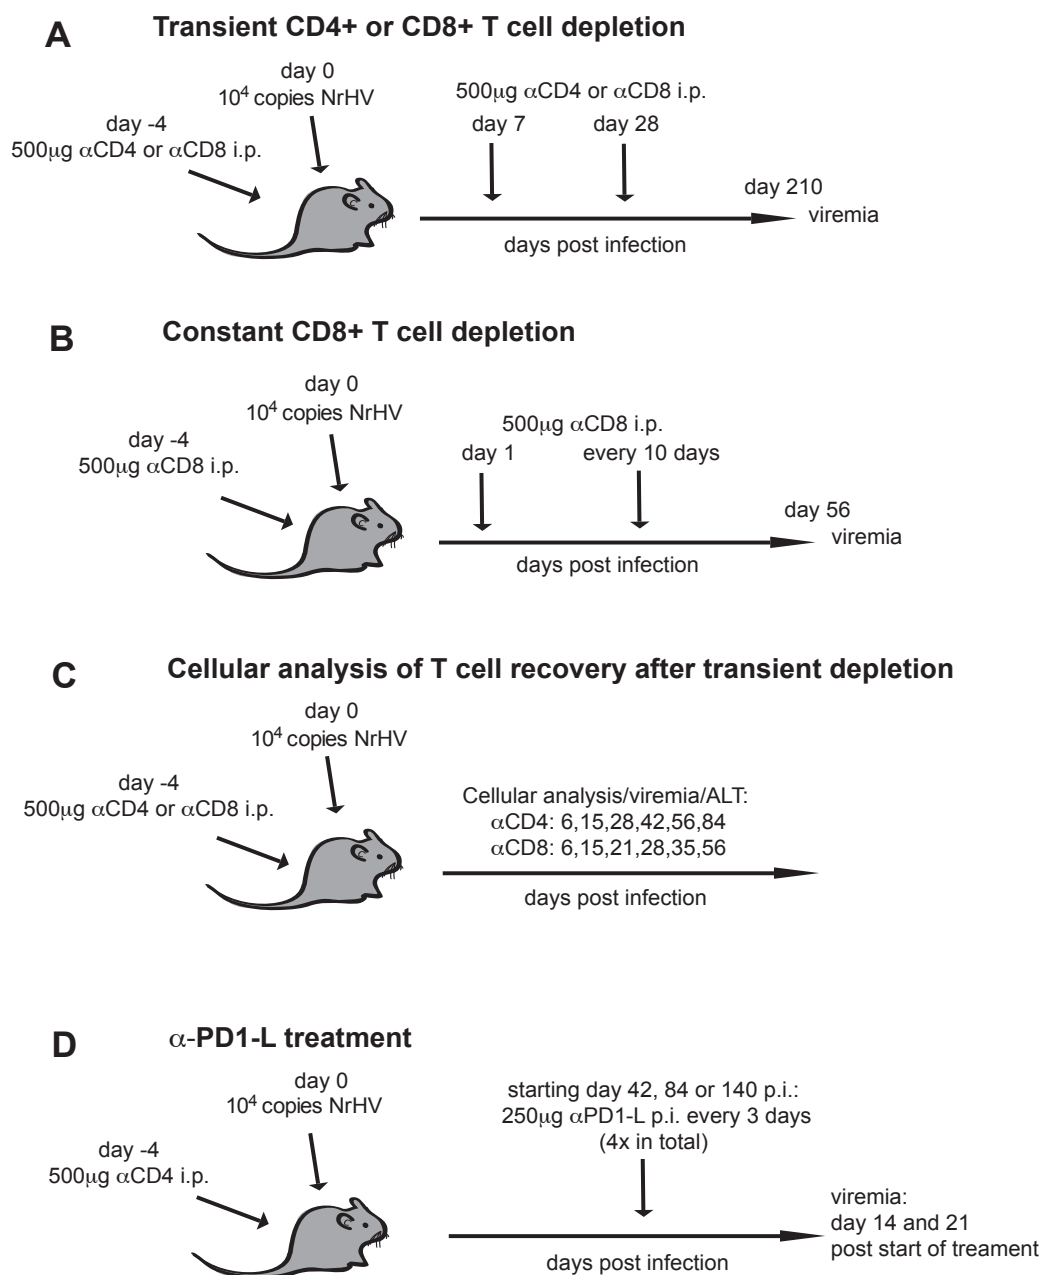 A
Transient CD4+ or CD8+ T cell depletion
day 0
10⁴ copies NrHV
day -4
500µg αCD4 or αCD8 i.p.
500µg αCD4 or αCD8 i.p.
day 7
day 28
day 210
viremia
days post infection
B
Constant CD8+ T cell depletion
day 0
10⁴ copies NrHV
day -4
500µg αCD8 i.p.
500µg αCD8 i.p.
day 1
every 10 days
day 56
viremia
days post infection
C
Cellular analysis of T cell recovery after transient depletion
day 0
10⁴ copies NrHV
day -4
500µg αCD4 or αCD8 i.p.
Cellular analysis/viremia/ALT:
αCD4: 6,15,28,42,56,84
αCD8: 6,15,21,28,35,56
days post infection
D
α-PD1-L treatment
day 0
10⁴ copies NrHV
day -4
500µg αCD4 i.p.
starting day 42, 84 or 140 p.i.:
250µg αPD1-L p.i. every 3 days
(4x in total)
viremia:
day 14 and 21
post start of treament
days post infection